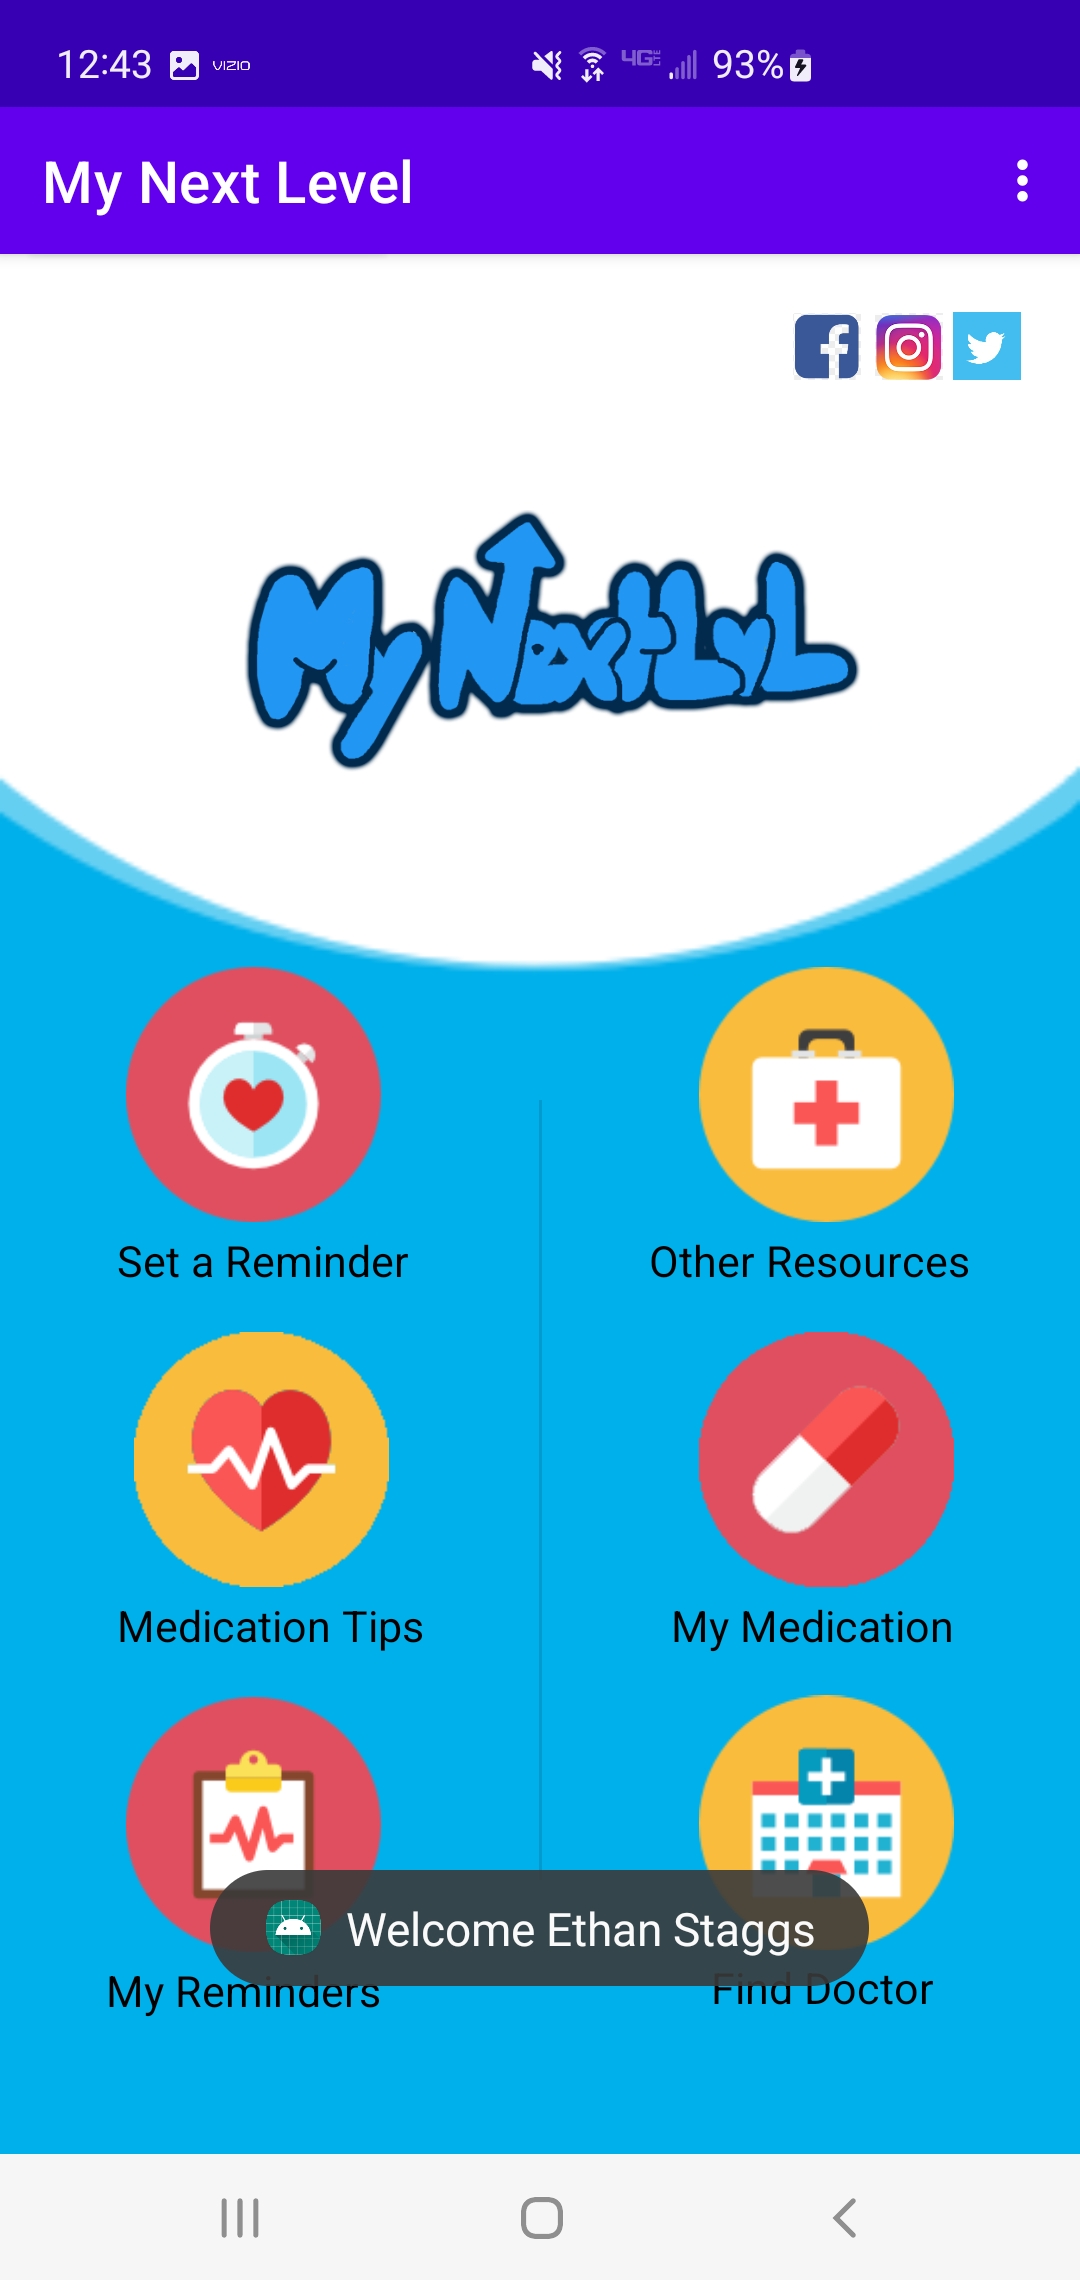 12:43 VIZIO 4G LTE 93%
My Next Level
MyNextLvL
Set a Reminder
Other Resources
Medication Tips
My Medication
Welcome Ethan Staggs
My Reminders
Find Doctor